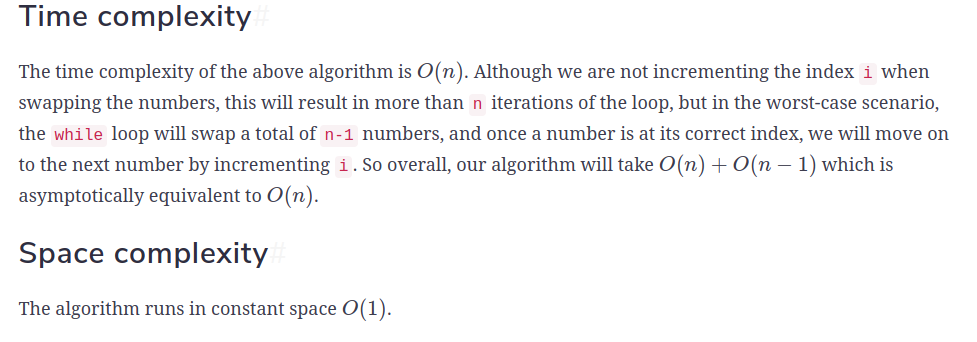 Time complexity#
The time complexity of the above algorithm is O(n). Although we are not incrementing the index i when
swapping the numbers, this will result in more than n iterations of the loop, but in the worst-case scenario,
the while loop will swap a total of n-1 numbers, and once a number is at its correct index, we will move on
to the next number by incrementing i. So overall, our algorithm will take O(n) + O(n − 1) which is
asymptotically equivalent to O(n).
Space complexity#
The algorithm runs in constant space O(1).